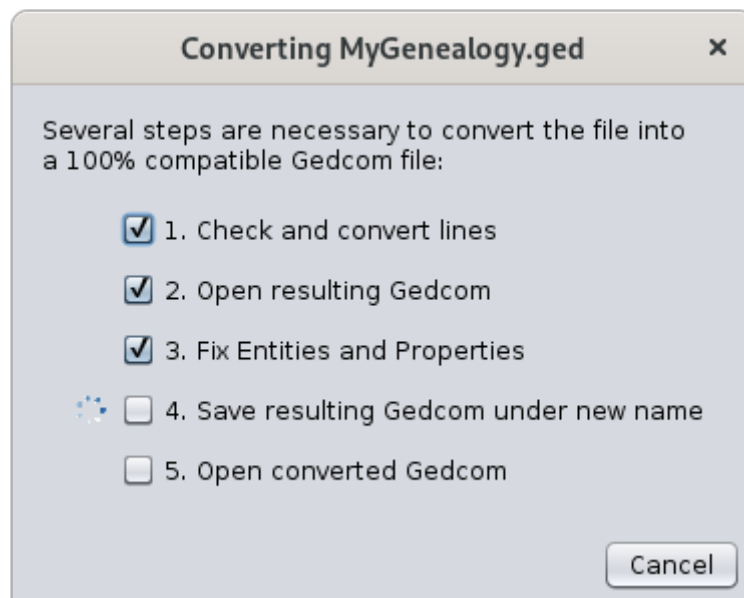 Converting MyGenealogy.ged
Several steps are necessary to convert the file into
a 100% compatible Gedcom file:
1. Check and convert lines
2. Open resulting Gedcom
3. Fix Entities and Properties
4. Save resulting Gedcom under new name
5. Open converted Gedcom
Cancel